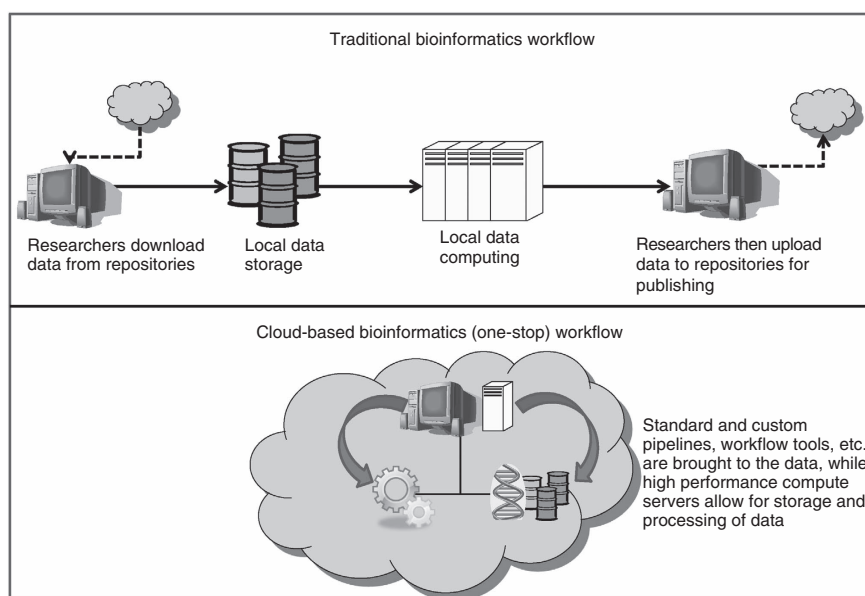 Traditional bioinformatics workflow
Researchers download
data from repositories
Local data
storage
Local data
computing
Researchers then upload
data to repositories for
publishing
Cloud-based bioinformatics (one-stop) workflow
Standard and custom
pipelines, workflow tools, etc.
are brought to the data, while
high performance compute
servers allow for storage and
processing of data